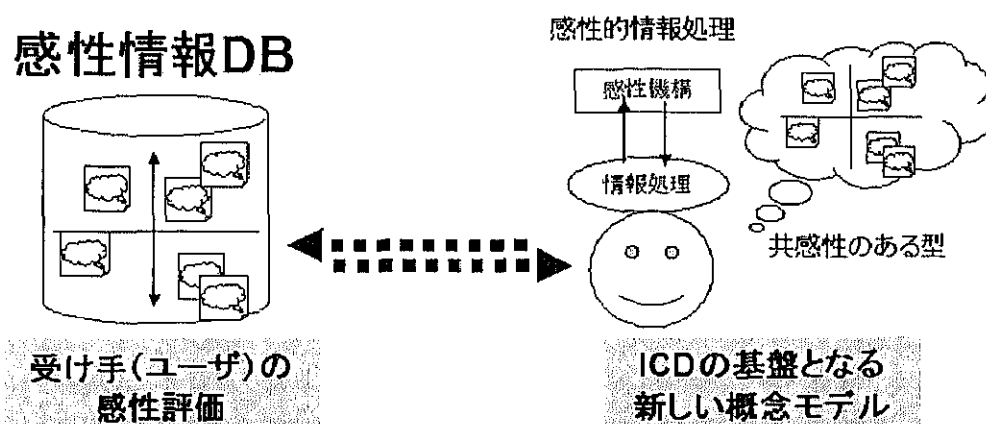 感性情報DB
受け手(ユーザ)の
感性評価
感性的情報処理
感性機構
情報処理
共感性のある型
ICDの基盤となる
新しい概念モデル